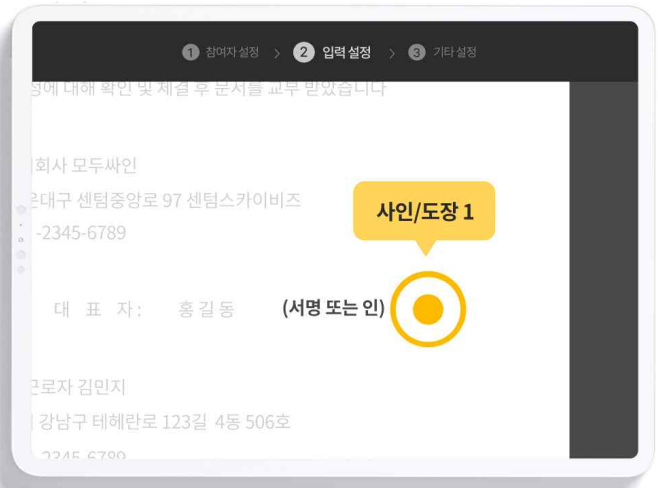 1 참여자 설정 > 2 입력 설정 > 3 기타 설정
정에 대해 확인 및 체결 후 문서를 교부 받았습니다
회사 모두싸인
운대구 센텀중앙로 97 센텀스카이비즈
사인/도장 1
-2345-6789
대 표 자: 홍길동 (서명 또는 인)
근로자 김민지
강남구 테헤란로 123길 4동 506호
2345-6789